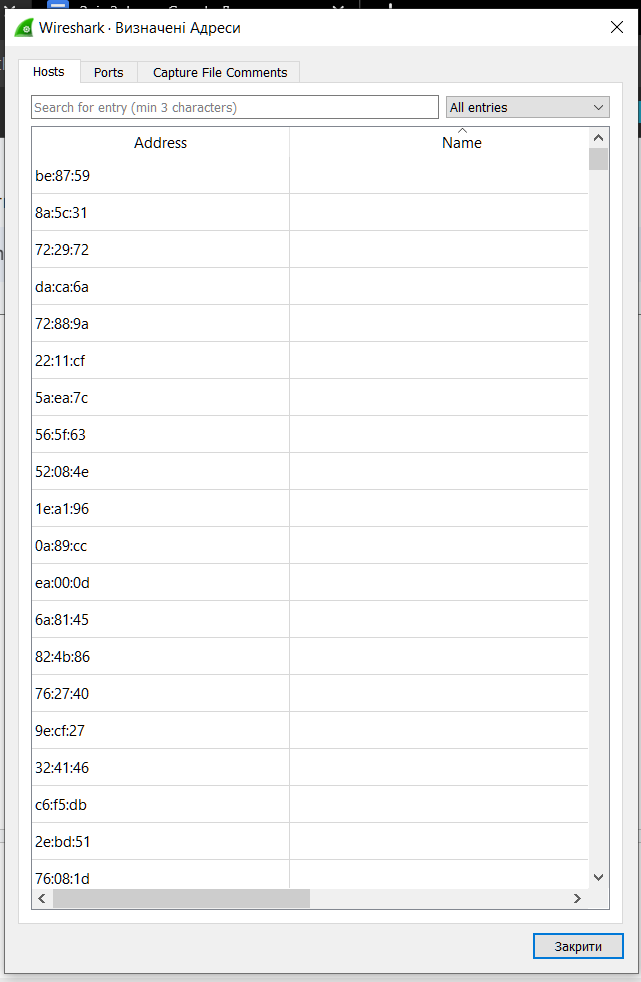 Wireshark · Визначені Адреси
Hosts
Ports
Capture File Comments
Search for entry (min 3 characters)
All entries
Address
Name
be:87:59
8a:5c:31
72:29:72
da:ca:6a
72:88:9a
22:11:cf
5a:ea:7c
56:5f:63
52:08:4e
1e:a1:96
0a:89:cc
ea:00:0d
6a:81:45
82:4b:86
76:27:40
9e:cf:27
32:41:46
c6:f5:db
2e:bd:51
76:08:1d
Закрити